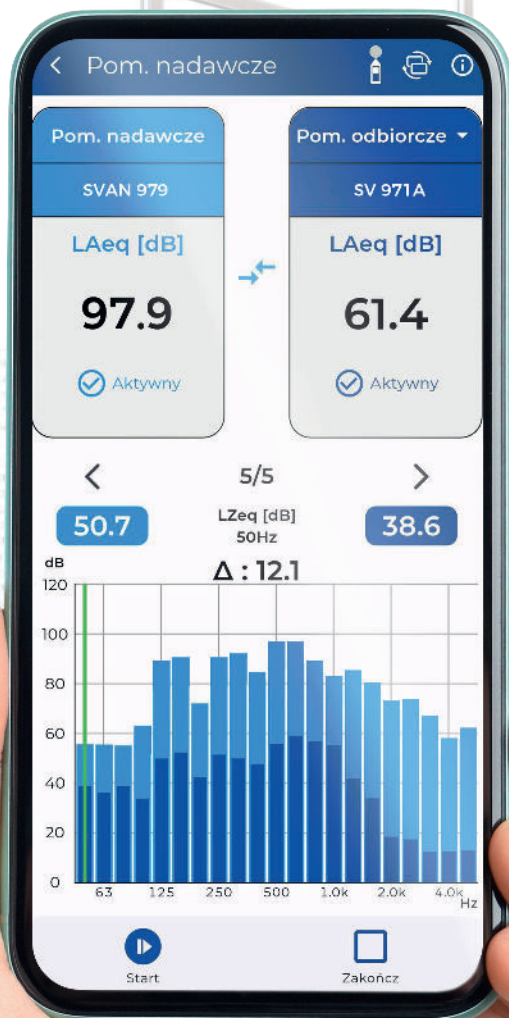 Pom. nadawcze
Pom. nadawcze
SVAN 979
LAeq [dB]
97.9
Aktywny
Pom. odbiorcze
SV 971A
LAeq [dB]
61.4
Aktywny
5/5
50.7
LZeq [dB]
50Hz
38.6
Δ : 12.1
dB
120
100
80
60
40
20
0
63 125 250 500 1.0k 2.0k 4.0k
Hz
Start
Zakończ